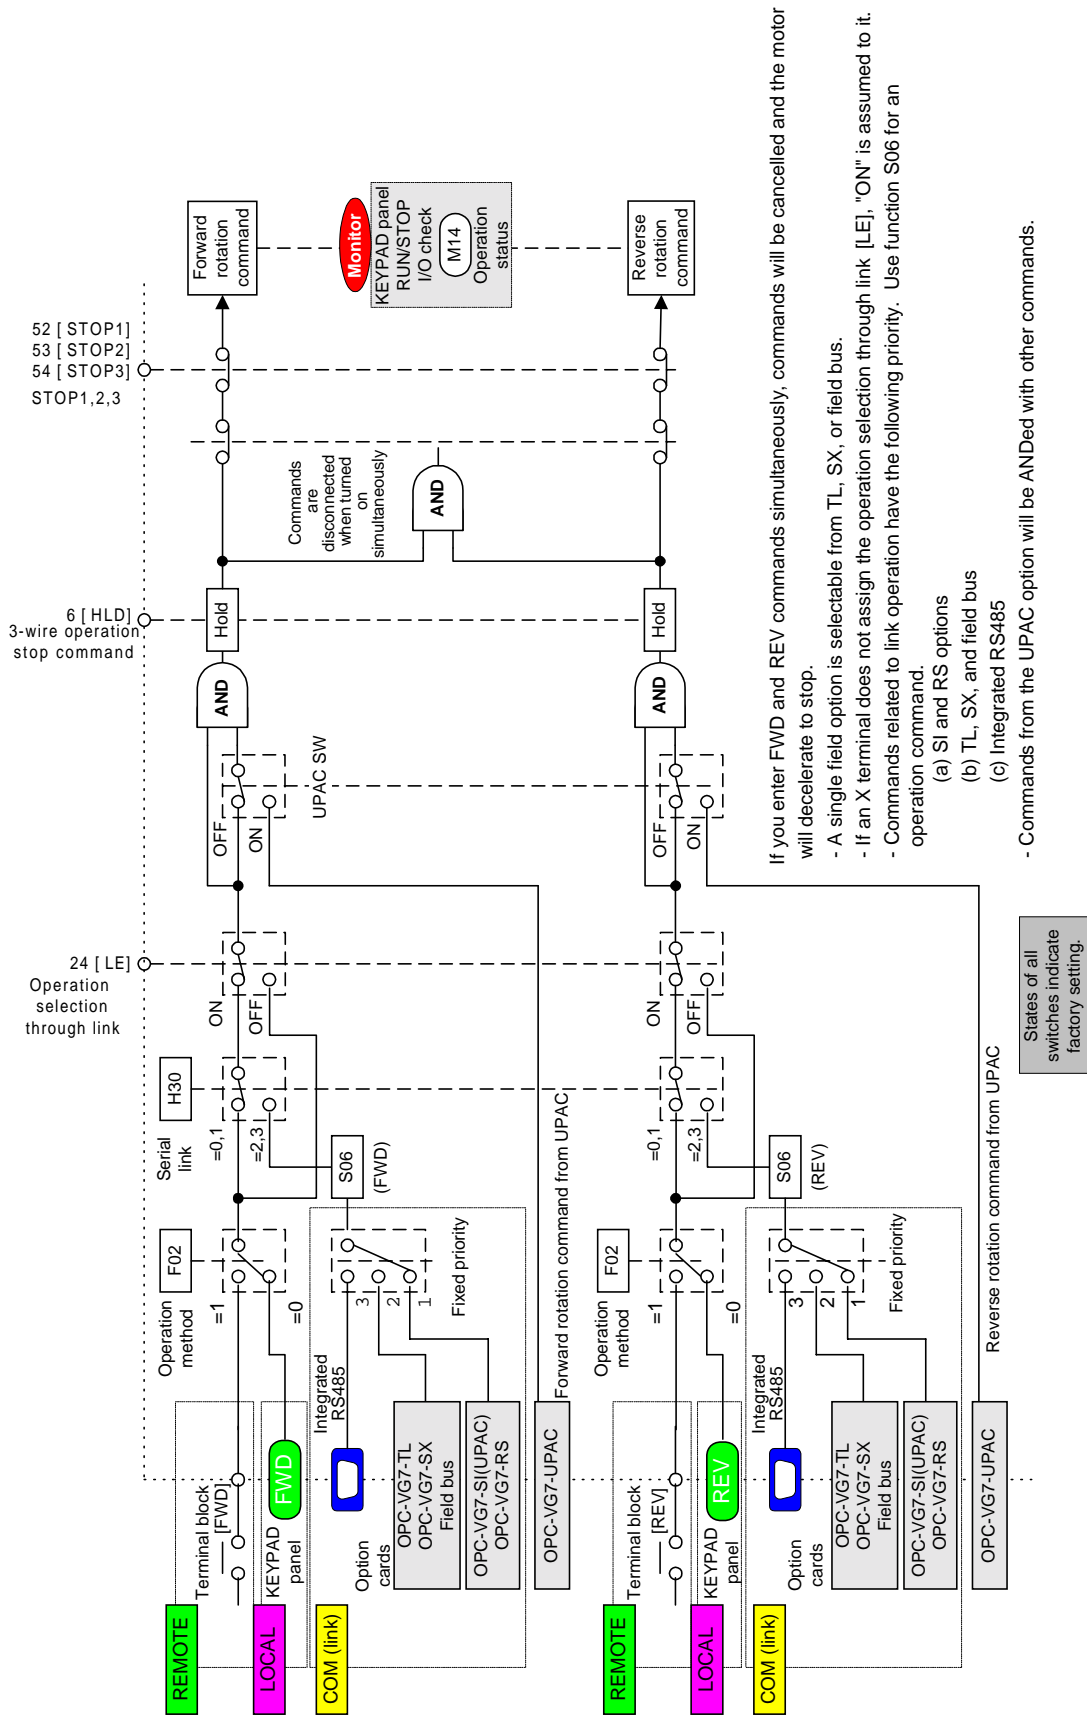 52 [ STOP1]
53 [ STOP2]
54 [ STOP3]
STOP1,2,3
6 [ HLD]
3-wire operation
stop command
24 [ LE]
Operation
selection
through link
REMOTE
Terminal block
[FWD]
LOCAL
KEYPAD
panel
FWD
COM (link)
Option
cards
Integrated
RS485
OPC-VG7-TL
OPC-VG7-SX
Field bus
OPC-VG7-SI(UPAC)
OPC-VG7-RS
OPC-VG7-UPAC
Operation
method
F02
=1
=0
3
2
1
Fixed priority
S06
(FWD)
Serial
link
H30
=0,1
=2,3
ON
OFF
Forward rotation command from UPAC
OFF
ON
UPAC SW
AND
Hold
Commands
are
disconnected
when turned
on
simultaneously
AND
Forward
rotation
command
Monitor
KEYPAD panel
RUN/STOP
I/O check
M14
Operation
status
Reverse
rotation
command
REMOTE
Terminal block
[REV]
LOCAL
KEYPAD
panel
REV
COM (link)
Option
cards
Integrated
RS485
OPC-VG7-TL
OPC-VG7-SX
Field bus
OPC-VG7-SI(UPAC)
OPC-VG7-RS
OPC-VG7-UPAC
Operation
method
F02
=1
=0
3
2
1
Fixed priority
S06
(REV)
=0,1
=2,3
ON
OFF
Reverse rotation command from UPAC
OFF
ON
AND
Hold
If you enter FWD and REV commands simultaneously, commands will be cancelled and the motor
will decelerate to stop.
- A single field option is selectable from TL, SX, or field bus.
- If an X terminal does not assign the operation selection through link [LE], "ON" is assumed to it.
- Commands related to link operation have the following priority. Use function S06 for an
operation command.
(a) SI and RS options
(b) TL, SX, and field bus
(c) Integrated RS485
- Commands from the UPAC option will be ANDed with other commands.
States of all
switches indicate
factory setting.